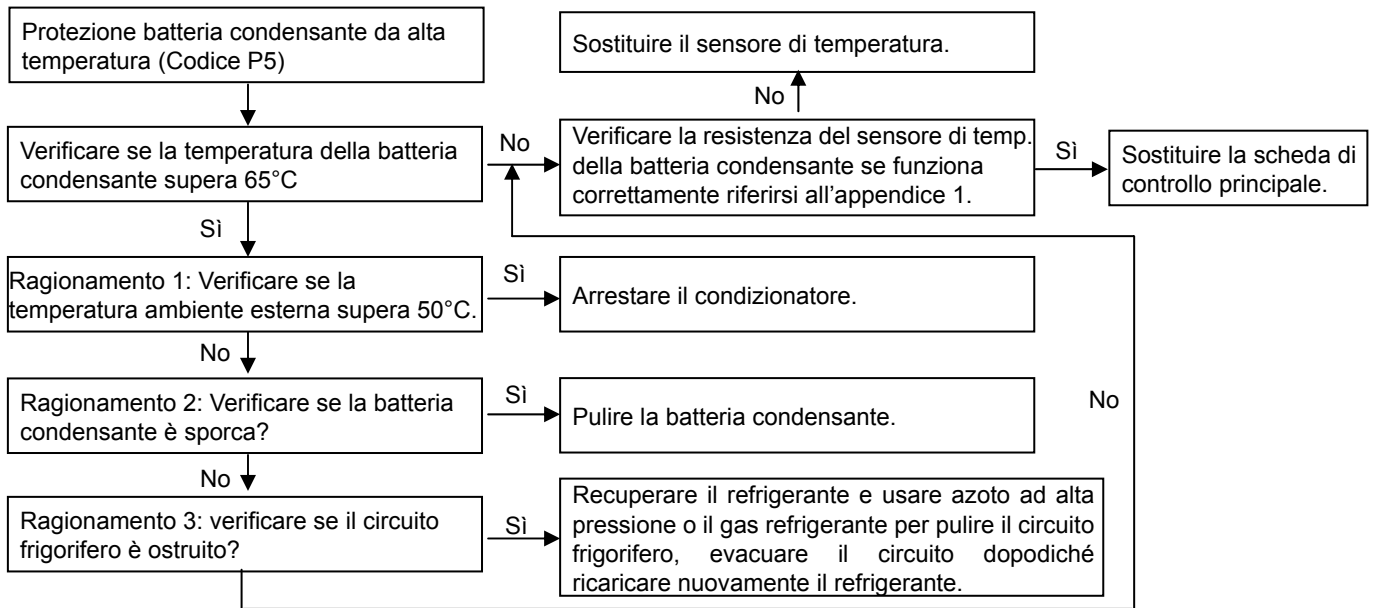 Protezione batteria condensante da alta
temperatura (Codice P5)
Sostituire il sensore di temperatura.
No
Verificare se la temperatura della batteria
condensante supera 65°C
No
Verificare la resistenza del sensore di temp.
della batteria condensante se funziona
correttamente riferirsi all’appendice 1.
Sì
Sostituire la scheda di
controllo principale.
Sì
Ragionamento 1: Verificare se la
temperatura ambiente esterna supera 50°C.
Sì
Arrestare il condizionatore.
No
Ragionamento 2: Verificare se la batteria
condensante è sporca?
Sì
Pulire la batteria condensante.
No
No
Ragionamento 3: verificare se il circuito
frigorifero è ostruito?
Sì
Recuperare il refrigerante e usare azoto ad alta
pressione o il gas refrigerante per pulire il circuito
frigorifero, evacuare il circuito dopodiché
ricaricare nuovamente il refrigerante.